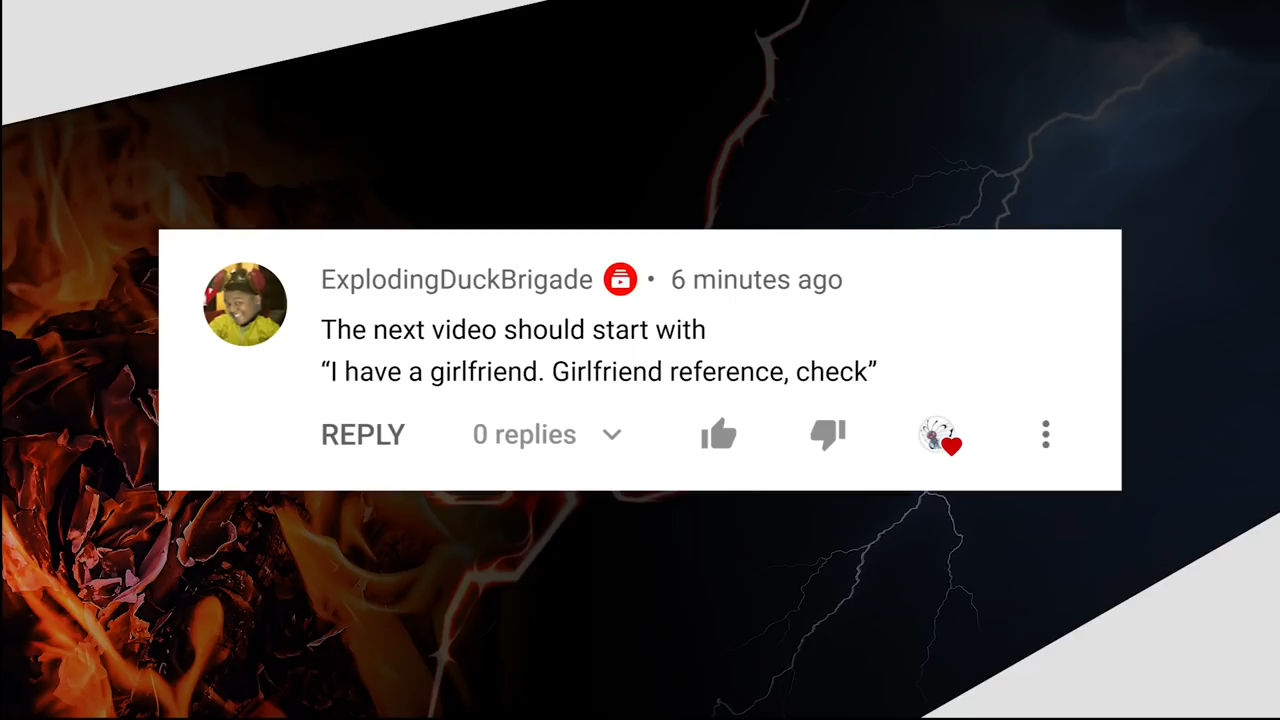 ExplodingDuckBrigade • 6 minutes ago
The next video should start with
“I have a girlfriend. Girlfriend reference, check”
REPLY 0 replies